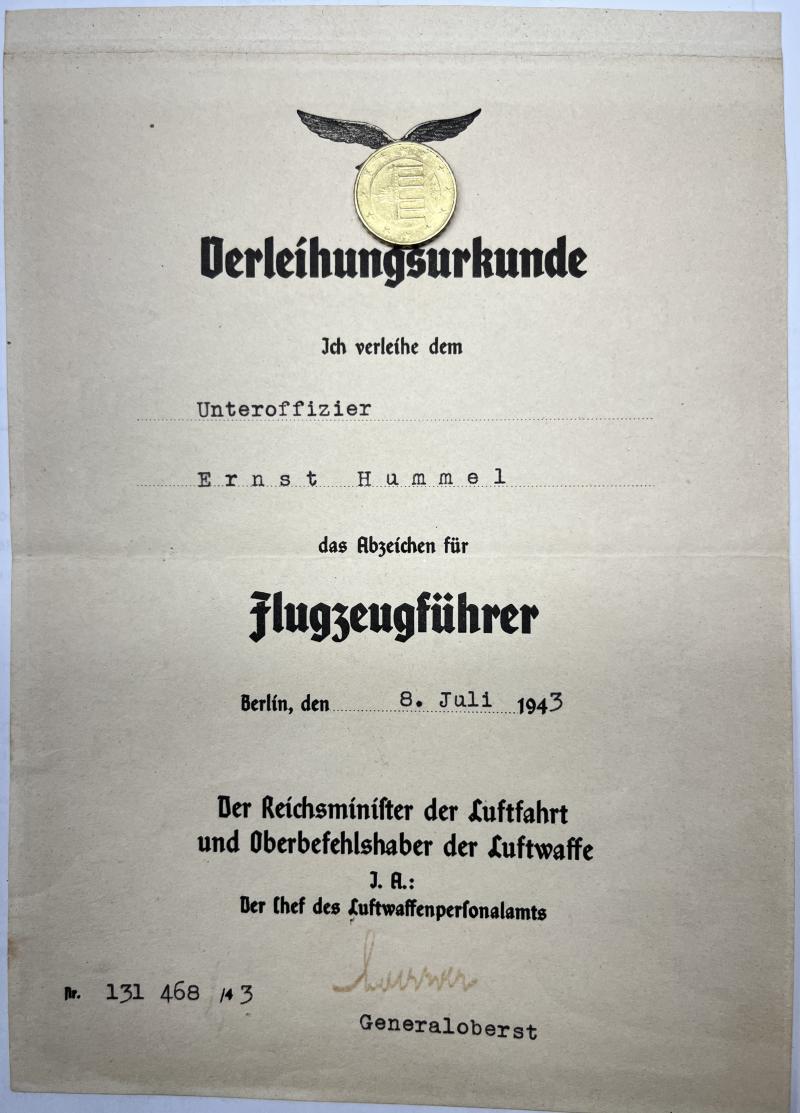 Verleihungsurkunde
Ich verleihe dem
Unteroffizier
Ernst Hummel
das Abzeichen für
Flugzeugführer
Berlin, den 8. Juli 1943
Der Reichsminister der Luftfahrt
und Oberbefehlshaber der Luftwaffe
I. A.:
Der Chef des Luftwaffenpersonalamts
Nr. 131 468 /43
Generaloberst